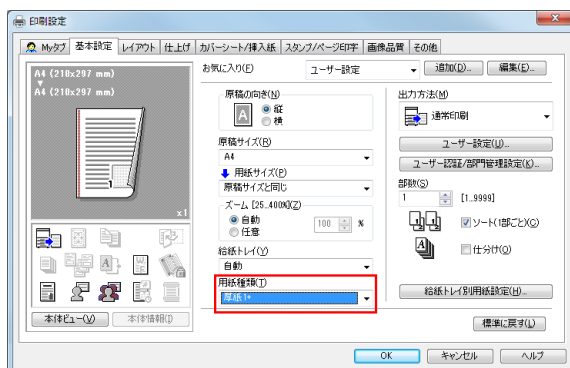 印刷設定
Myタブ 基本設定 レイアウト 仕上げ カバーシート/挿入紙 スタンプ/ページ印字 画像品質 その他
A4 (210x297 mm)
A4 (210x297 mm)
1
x1
本体ビュー(V) 本体情報(I)
お気に入り(F) ユーザー設定 追加(D)... 編集(E)...
原稿の向き(N)
A
縦
横
原稿サイズ(R)
A4
用紙サイズ(P)
原稿サイズと同じ
ズーム [25..400%](Z)
自動
任意
100 %
給紙トレイ(Y)
自動
用紙種類(T)
厚紙1+
出力方法(M)
通常印刷
ユーザー設定(U)...
ユーザー認証/部門管理設定(K)...
部数(S)
1 [1..9999]
ソート(1部ごと)(C)
仕分け(O)
給紙トレイ別用紙設定(H)...
標準に戻す(L)
OK キャンセル ヘルプ